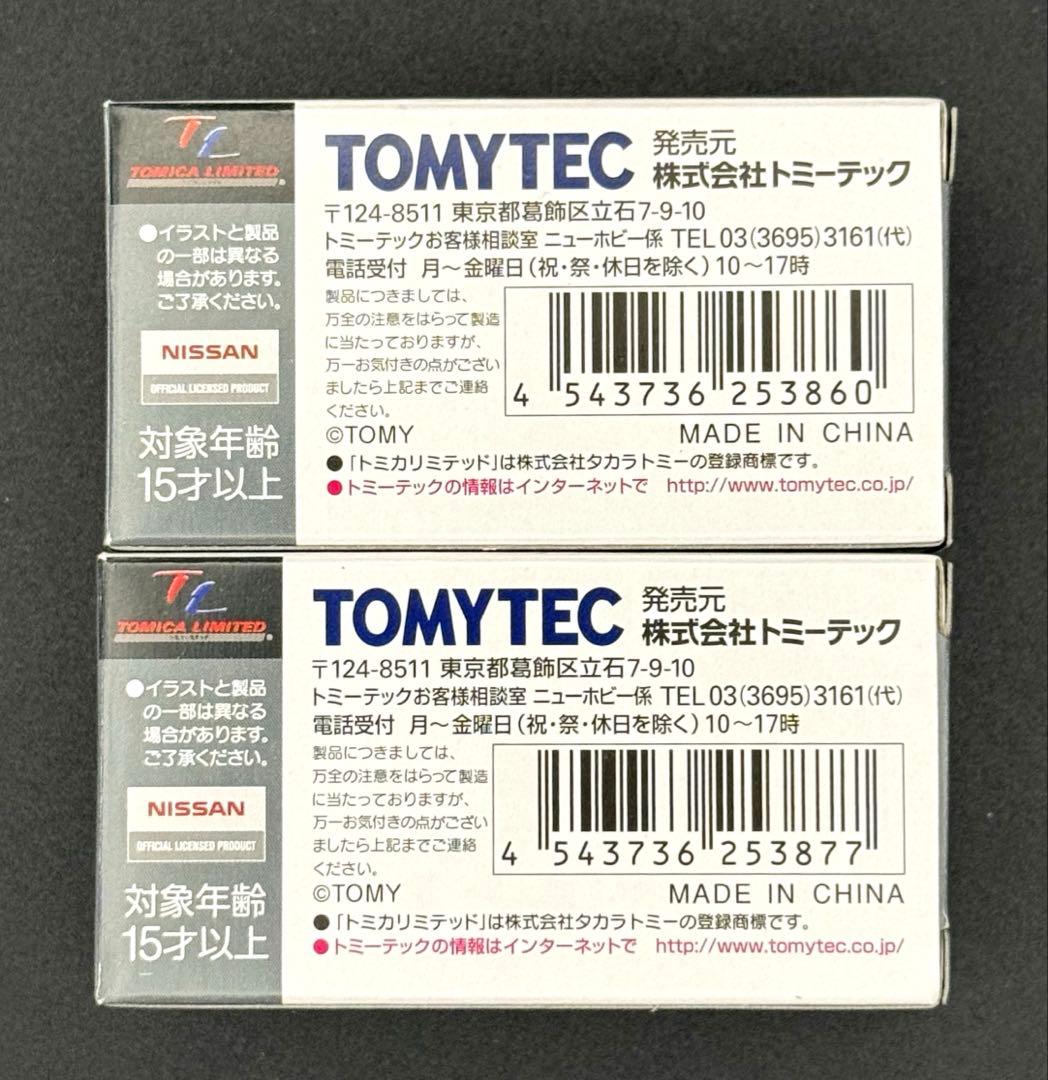 TOMICA LIMITED
●イラストと製品
の一部は異なる
場合があります。
ご了承ください。
NISSAN
OFFICIAL LICENSED PRODUCT
対象年齢
15才以上
TOMYTEC
発売元
株式会社トミーテック
〒124-8511 東京都葛飾区立石7-9-10
トミーテックお客様相談室 ニューホビー係 TEL 03(3695)3161(代)
電話受付 月～金曜日(祝・祭・休日を除く)10～17時
製品につきましては、
万全の注意をはらって製造
に当たっておりますが、
万一お気付きの点がござい
ましたら上記までご連絡
ください。
4 543736 253860
©TOMY
MADE IN CHINA
●「トミカリミテッド」は株式会社タカラトミーの登録商標です。
●トミーテックの情報はインターネットで http://www.tomytec.co.jp/
TOMICA LIMITED
●イラストと製品
の一部は異なる
場合があります。
ご了承ください。
NISSAN
OFFICIAL LICENSED PRODUCT
対象年齢
15才以上
TOMYTEC
発売元
株式会社トミーテック
〒124-8511 東京都葛飾区立石7-9-10
トミーテックお客様相談室 ニューホビー係 TEL 03(3695)3161(代)
電話受付 月～金曜日(祝・祭・休日を除く)10～17時
製品につきましては、
万全の注意をはらって製造
に当たっておりますが、
万一お気付きの点がござい
ましたら上記までご連絡
ください。
4 543736 253877
©TOMY
MADE IN CHINA
●「トミカリミテッド」は株式会社タカラトミーの登録商標です。
●トミーテックの情報はインターネットで http://www.tomytec.co.jp/